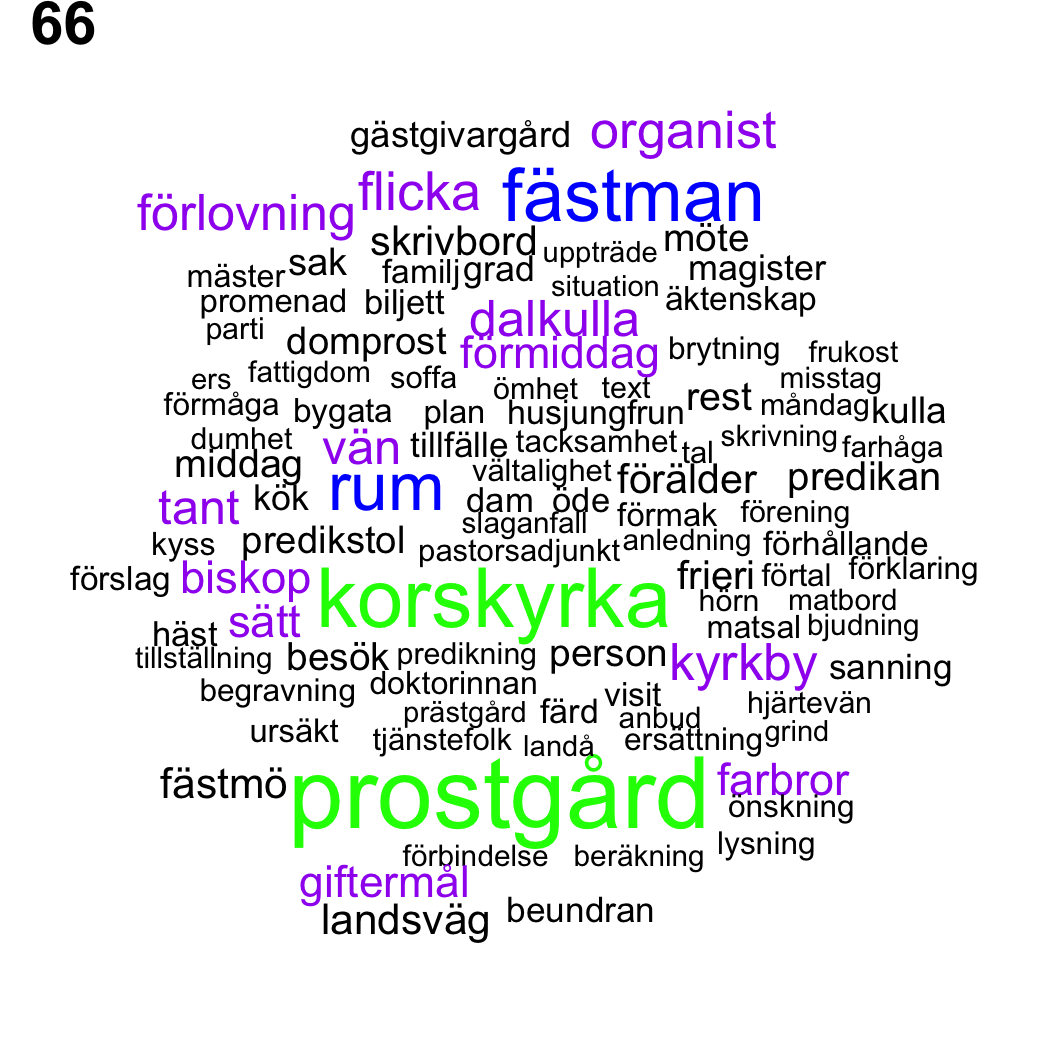 66
gästgivargård organist
förlovning flicka fästman
skrivbord uppträde möte
mäster sak familj grad situation magister
promenad biljett äktenskap
parti domprost dalkulla
förmiddag brytning frukost
ers fattigdom soffa ömhet text rest misstag
förmåga bygata plan husjungfrun måndag kulla
dumhet vän tillfälle tacksamhet tal skrivning farhåga
middag rum vältalighet förälder predikan
tant kök dam öde
slaganfall förmak förening
kyss predikstol pastorsadjunkt anledning förhållande
förslag biskop korskyrka frieri förtal förklaring
häst sätt hörn matbord
matsal bjudning
tillställning besök predikning person kyrkby sanning
begravning doktorinnan visit hjärtevän
prästgård färd anbud
ursäkt tjänstefolk landå ersättning grind
fästmö prostgård farbror
önskning
förbindelse beräkning lysning
giftermål
landsväg beundran